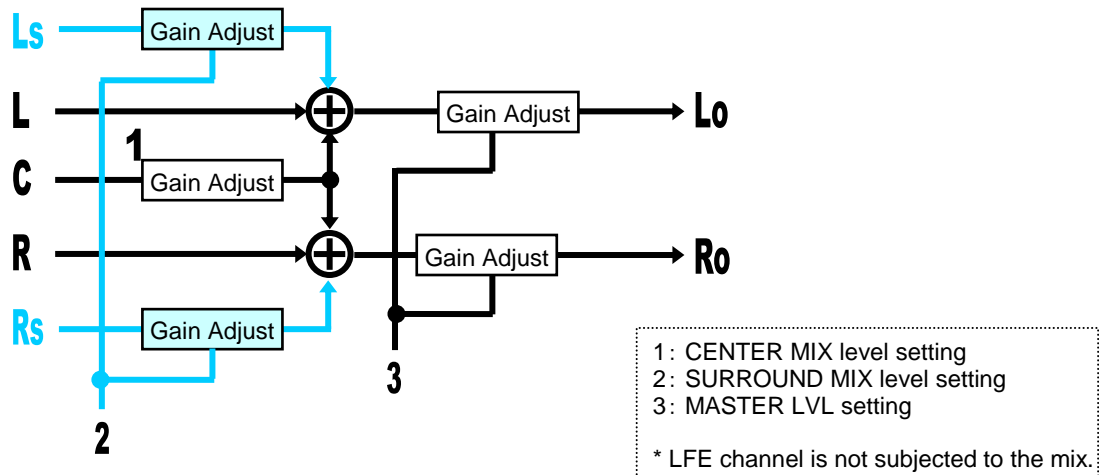 Ls
Gain Adjust
L
Gain Adjust
Lo
1
C
Gain Adjust
R
Gain Adjust
Ro
Rs
Gain Adjust
3
2
1: CENTER MIX level setting
2: SURROUND MIX level setting
3: MASTER LVL setting
* LFE channel is not subjected to the mix.